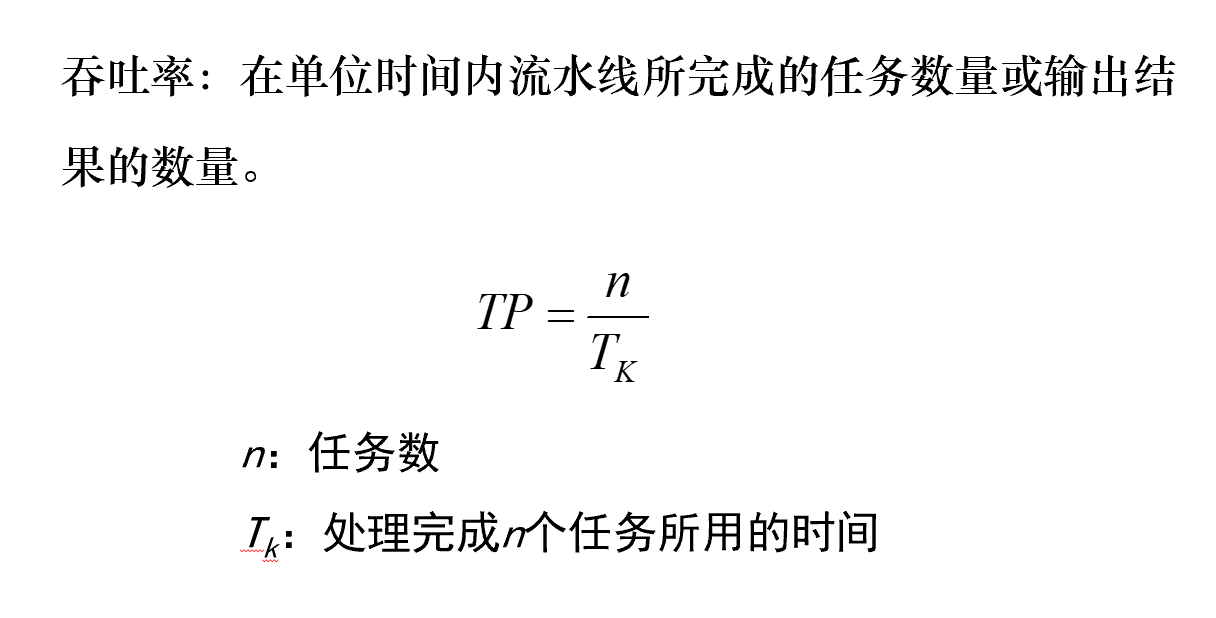 吞吐率：在单位时间内流水线所完成的任务数量或输出结
果的数量。
TP = n / T_K
n：任务数
T_k：处理完成n个任务所用的时间